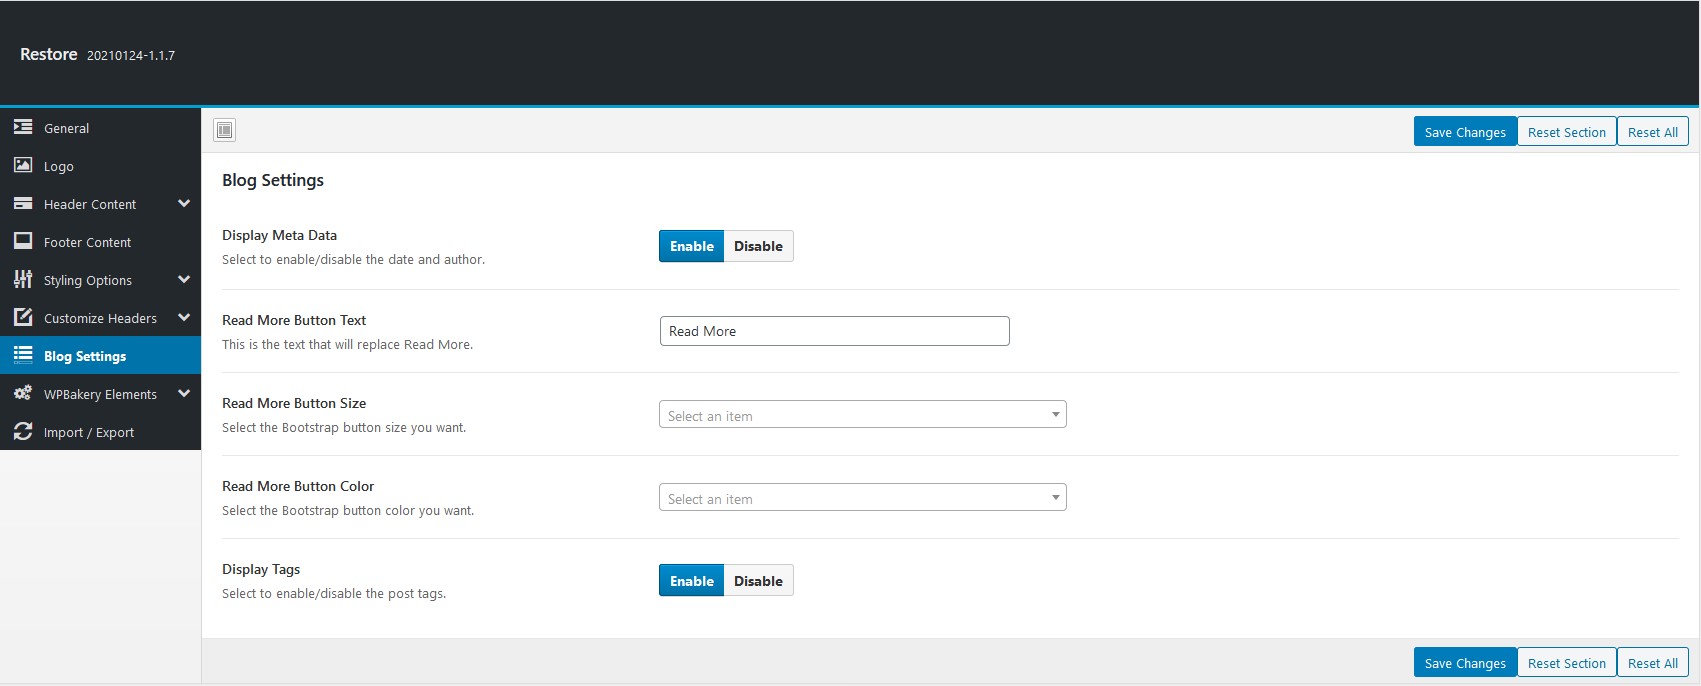 Restore 20210124-1.1.7
General
Logo
Header Content
Footer Content
Styling Options
Customize Headers
Blog Settings
WPBakery Elements
Import / Export
Save Changes Reset Section Reset All
Blog Settings
Display Meta Data
Select to enable/disable the date and author.
Enable Disable
Read More Button Text
This is the text that will replace Read More.
Read More
Read More Button Size
Select the Bootstrap button size you want.
Select an item
Read More Button Color
Select the Bootstrap button color you want.
Select an item
Display Tags
Select to enable/disable the post tags.
Enable Disable
Save Changes Reset Section Reset All